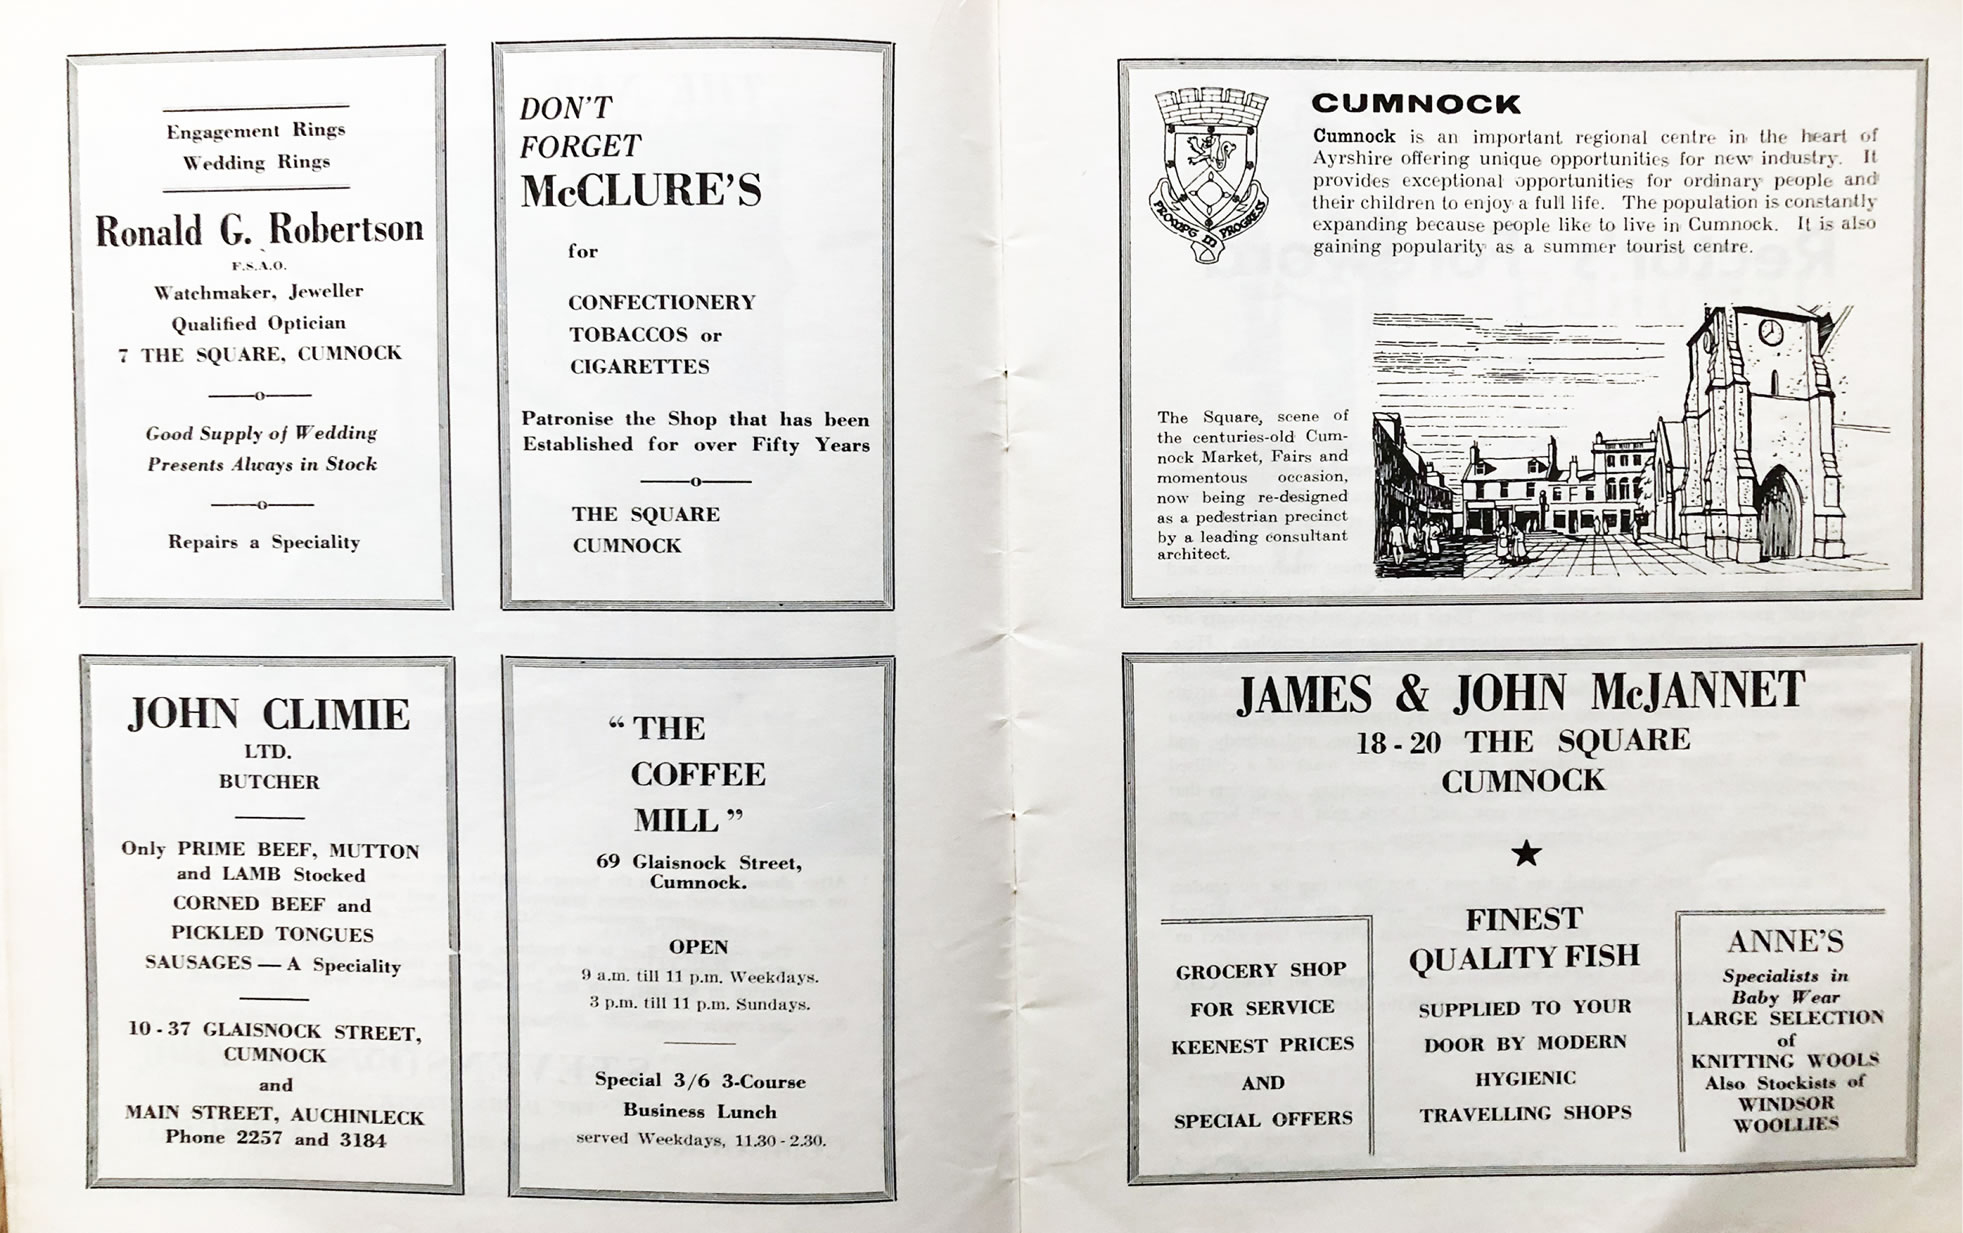 Engagement Rings
Wedding Rings
Ronald G. Robertson
F.S.A.O.
Watchmaker, Jeweller
Qualified Optician
7 THE SQUARE, CUMNOCK
Good Supply of Wedding
Presents Always in Stock
Repairs a Speciality
DON'T
FORGET
McCLURE'S
for
CONFECTIONERY
TOBACCOS or
CIGARETTES
Patronise the Shop that has been
Established for over Fifty Years
THE SQUARE
CUMNOCK
JOHN CLIMIE
LTD.
BUTCHER
Only PRIME BEEF, MUTTON
and LAMB Stocked
CORNED BEEF and
PICKLED TONGUES
SAUSAGES — A Speciality
10 - 37 GLAISNOCK STREET,
CUMNOCK
and
MAIN STREET, AUCHINLECK
Phone 2257 and 3184
“ THE
COFFEE
MILL ”
69 Glaisnock Street,
Cumnock.
OPEN
9 a.m. till 11 p.m. Weekdays.
3 p.m. till 11 p.m. Sundays.
Special 3/6 3-Course
Business Lunch
served Weekdays, 11.30 - 2.30.
CUMNOCK
Cumnock is an important regional centre in the heart of
Ayrshire offering unique opportunities for new industry. It
provides exceptional opportunities for ordinary people and
their children to enjoy a full life. The population is constantly
expanding because people like to live in Cumnock. It is also
gaining popularity as a summer tourist centre.
PROGRESS
The Square, scene of
the centuries-old Cum-
nock Market, Fairs and
momentous occasion,
now being re-designed
as a pedestrian precinct
by a leading consultant
architect.
JAMES & JOHN McJANNET
18 - 20 THE SQUARE
CUMNOCK
GROCERY SHOP
FOR SERVICE
KEENEST PRICES
AND
SPECIAL OFFERS
FINEST
QUALITY FISH
SUPPLIED TO YOUR
DOOR BY MODERN
HYGIENIC
TRAVELLING SHOPS
ANNE'S
Specialists in
Baby Wear
LARGE SELECTION
of
KNITTING WOOLS
Also Stockists of
WINDSOR
WOOLLIES